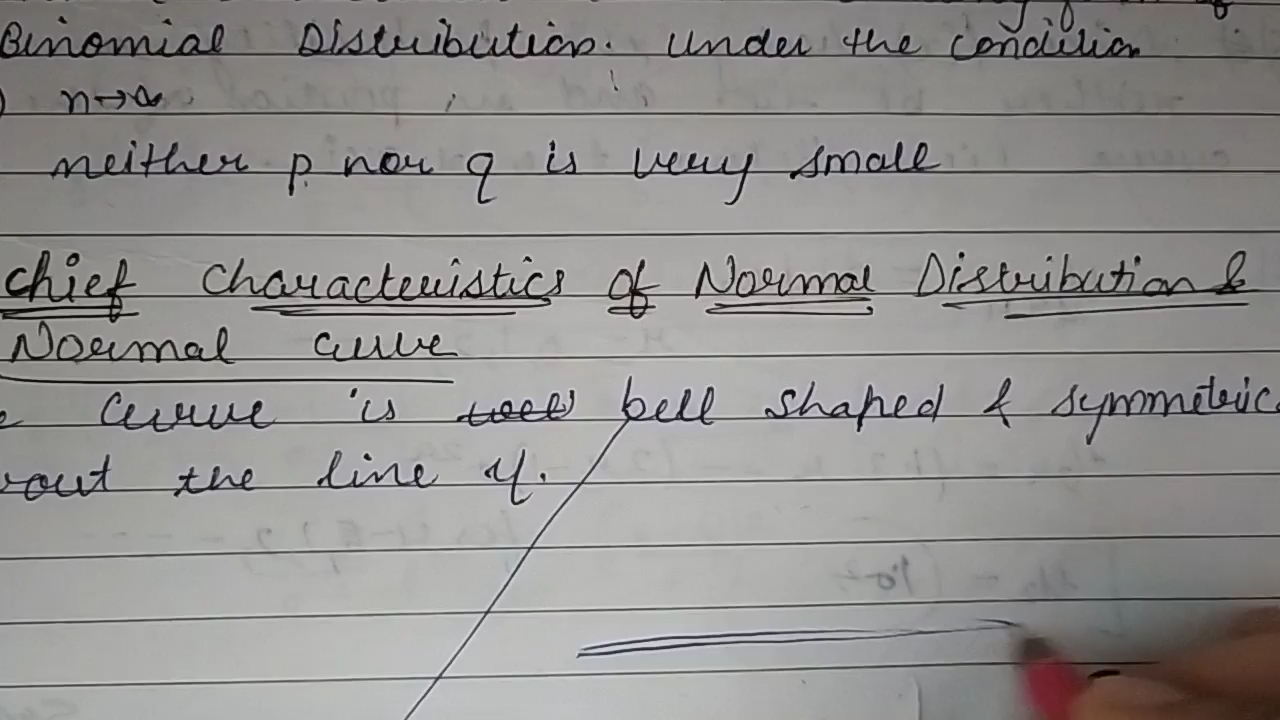 Binomial Distribution. Under the condition
n→∞
neither p nor q is very small
chief characteristics of Normal Distribution &
Normal curve
curve is bell shaped & symmetric
the line